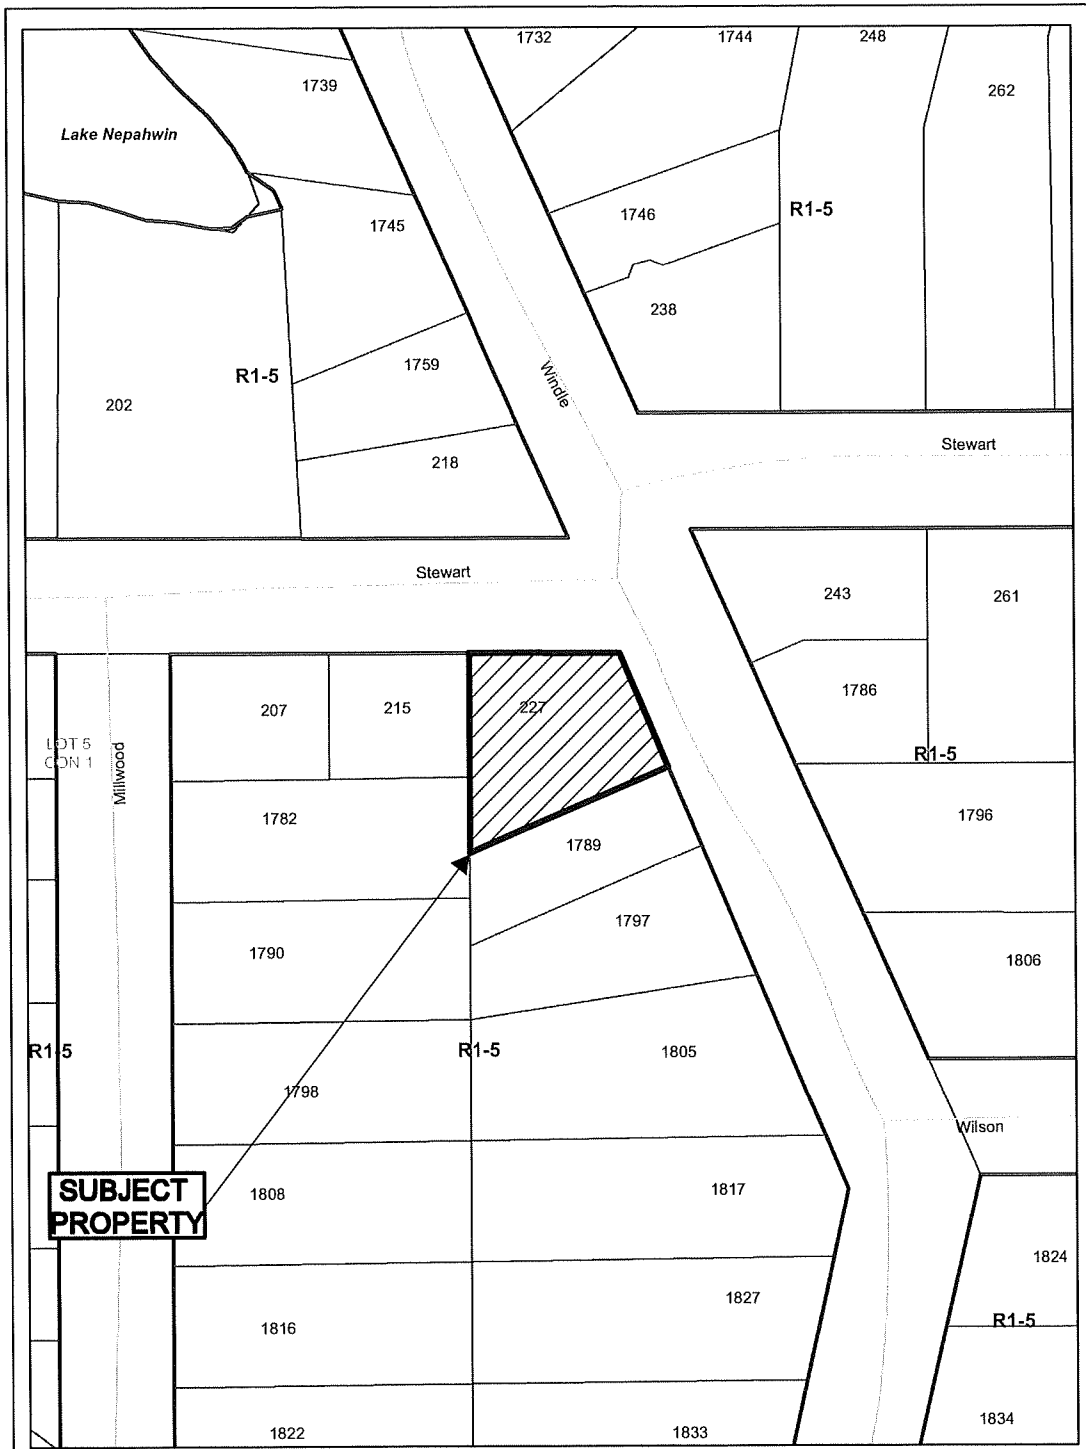 1732
1744
248
1739
262
Lake Nepahwin
1745
1746
R1-5
238
1759
R1-5
Windle
202
218
Stewart
Stewart
243
261
1786
207
215
227
LOT 5
CON 1
Millwood
R1-5
1782
1796
1789
1797
1790
1806
R1-5
R1-5
1805
1798
Wilson
SUBJECT
PROPERTY
1808
1817
1824
1827
1816
R1-5
1834
1822
1833